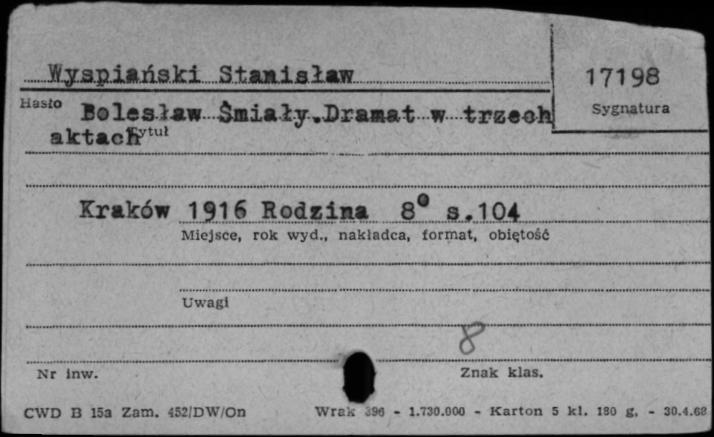 Wyspiański Stanisław
17198
Hasło
Sygnatura
Bolesław Śmiały.Dramat w trzech
aktach
Tytuł
Kraków 1916 Rodzina 8° s.104
Miejsce, rok wyd., nakładca, format, objętość
Uwagi
8
Nr inw.
Znak klas.
CWD B 15a Zam. 452/DW/On
Wrak 396 - 1.730.000 - Karton 5 kl. 180 g. - 30.4.68